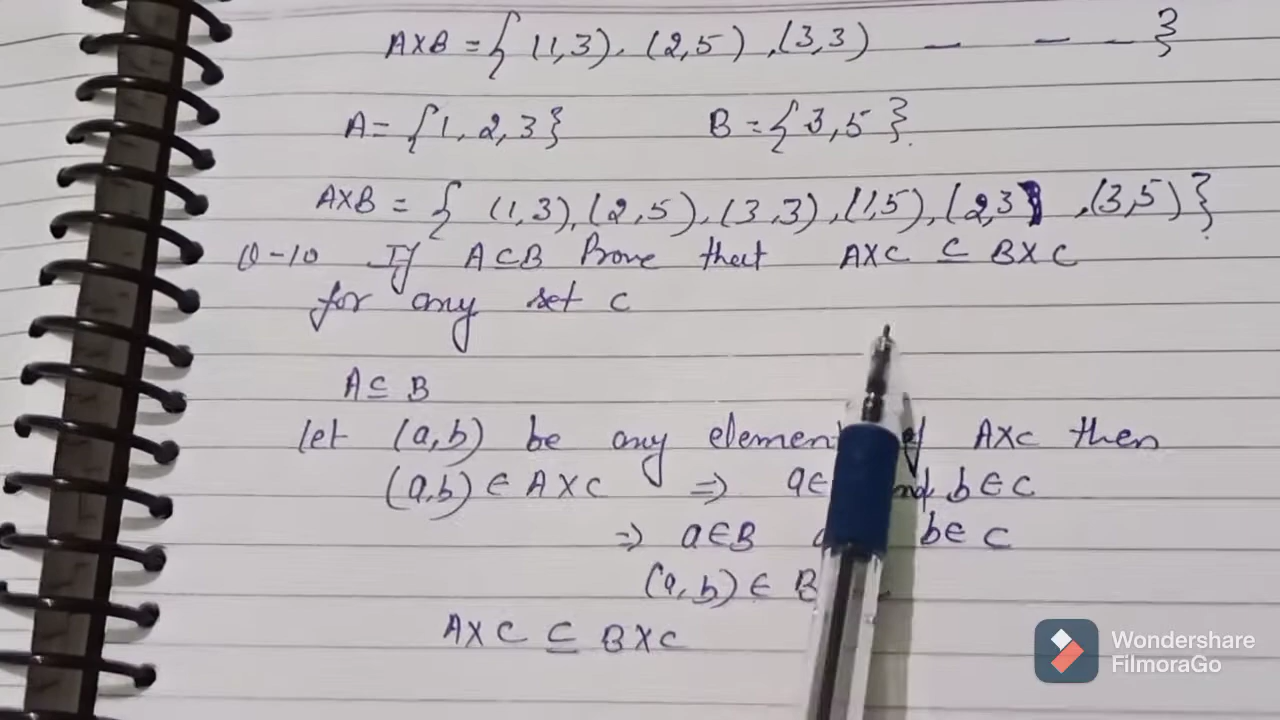 A×B = { (1,3), (2,5), (3,3) — — — }
A = {1, 2, 3} B = {3,5}.
A×B = { (1,3), (2,5), (3,3), (1,5), (2,3) , (3,5) }.
Q-10 If A⊂B Prove that A×C ⊆ B×C
for any set C
A ⊆ B
let (a,b) be any element of A×C then
(a,b) ∈ A×C ⇒ a∈ and b∈C
⇒ a∈B b∈C
(a,b) ∈ B
A×C ⊆ B×C
Wondershare
FilmoraGo